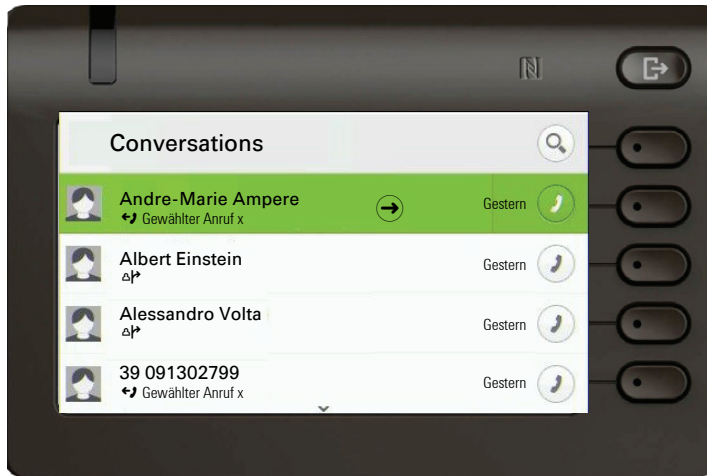 Conversations
Andre-Marie Ampere
Gewählter Anruf x
Gestern
Albert Einstein
Gestern
Alessandro Volta
Gestern
39 091302799
Gewählter Anruf x
Gestern